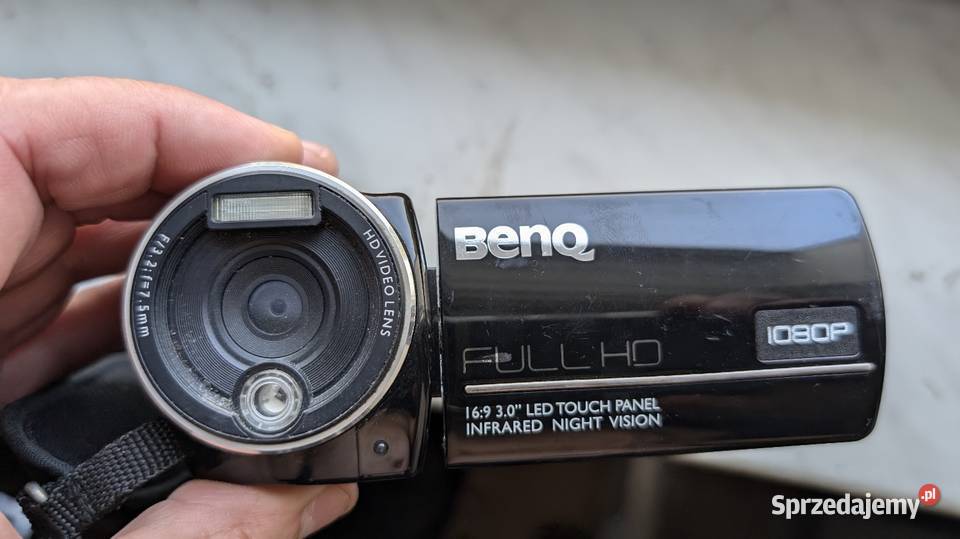 F/3.2:f=7.5mm
HD VIDEO LENS
BenQ
FULL HD
1080P
16:9 3.0" LED TOUCH PANEL
INFRARED NIGHT VISION
Sprzedajemy.pl